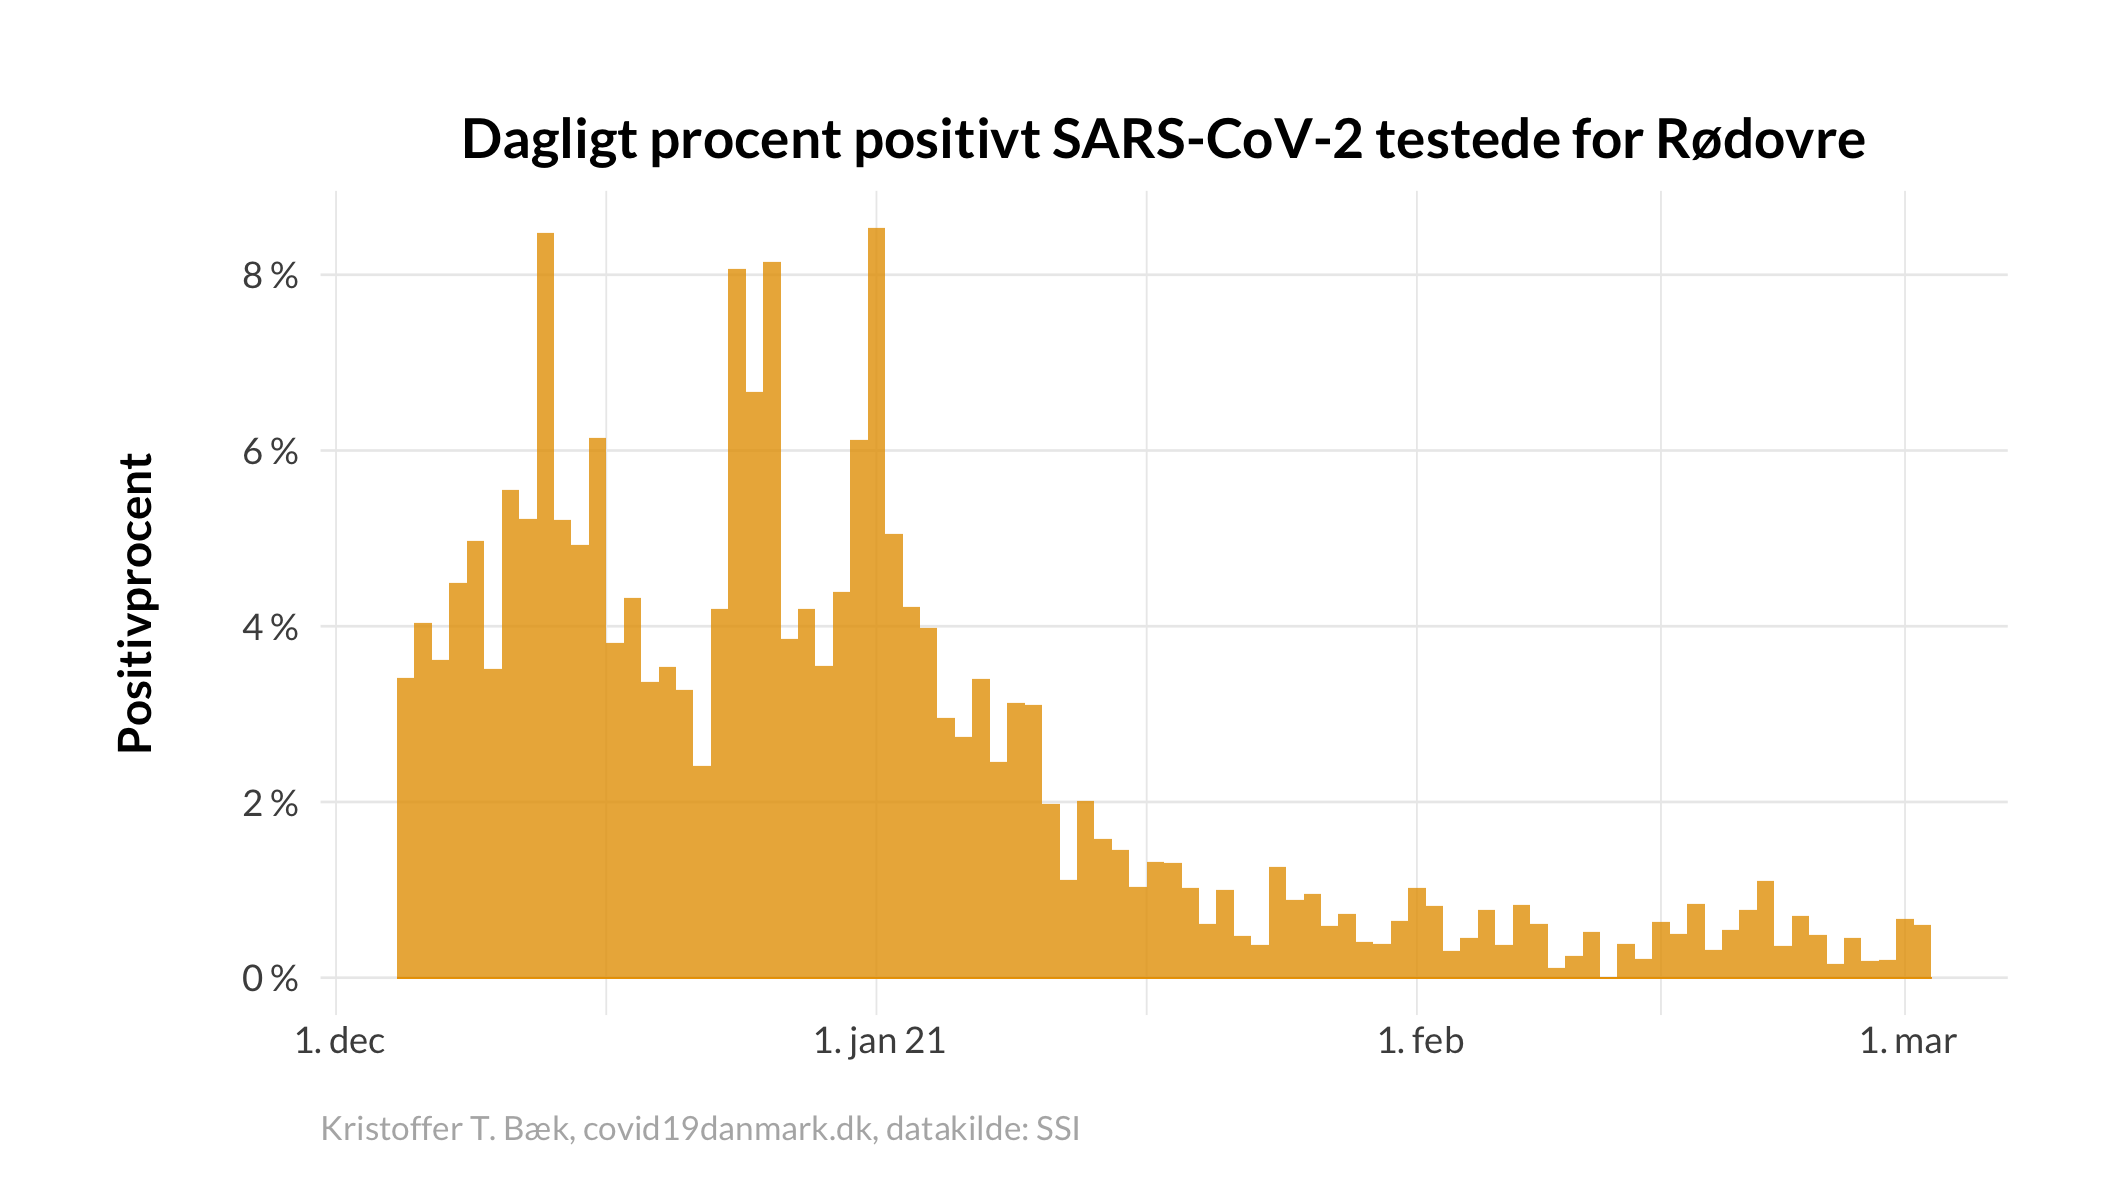 Dagligt procent positivt SARS-CoV-2 testede for Rødovre
Positivprocent
8 %
6 %
4 %
2 %
0 %
1. dec
1. jan 21
1. feb
1. mar
Kristoffer T. Bæk, covid19danmark.dk, datakilde: SSI